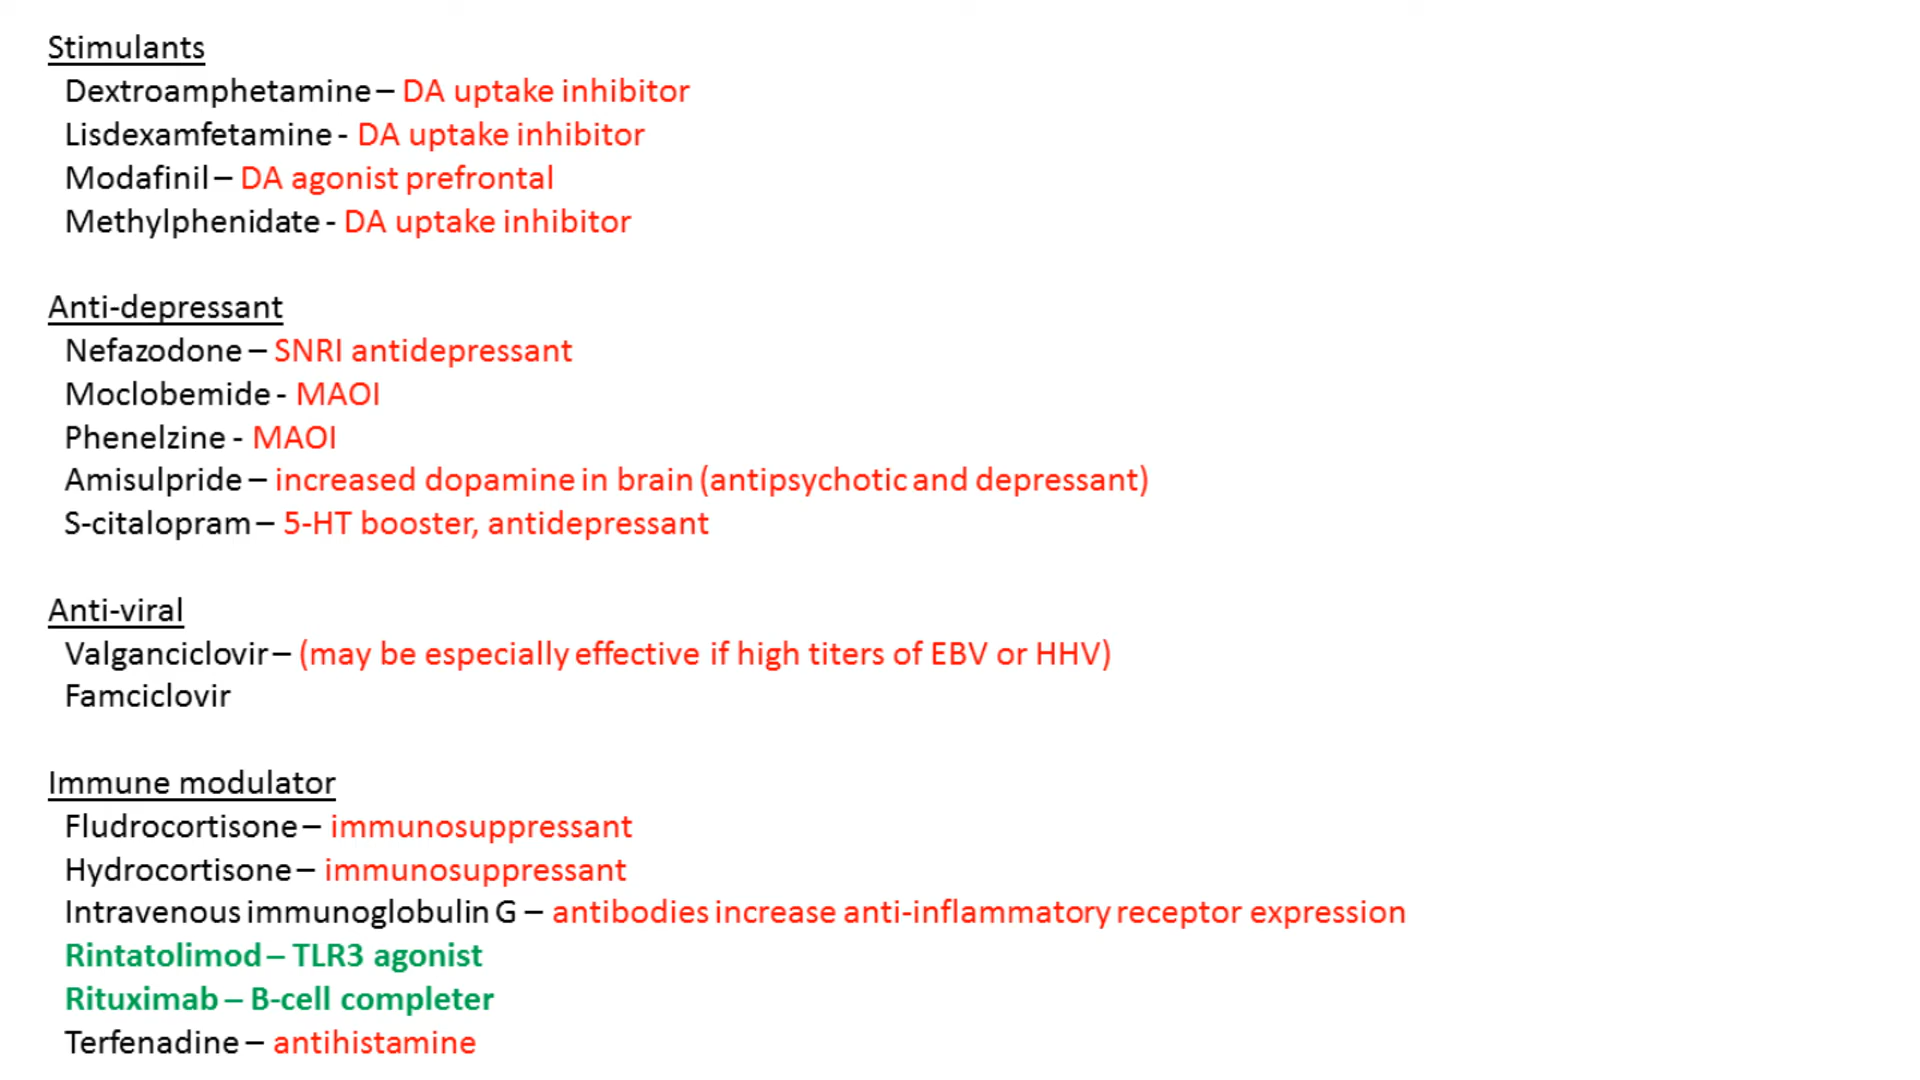 Stimulants
Dextroamphetamine – DA uptake inhibitor
Lisdexamfetamine - DA uptake inhibitor
Modafinil – DA agonist prefrontal
Methylphenidate - DA uptake inhibitor
Anti-depressant
Nefazodone – SNRI antidepressant
Moclobemide - MAOI
Phenelzine - MAOI
Amisulpride – increased dopamine in brain (antipsychotic and depressant)
S-citalopram – 5-HT booster, antidepressant
Anti-viral
Valganciclovir – (may be especially effective if high titers of EBV or HHV)
Famciclovir
Immune modulator
Fludrocortisone – immunosuppressant
Hydrocortisone – immunosuppressant
Intravenous immunoglobulin G – antibodies increase anti-inflammatory receptor expression
Rintatolimod – TLR3 agonist
Rituximab – B-cell completer
Terfenadine – antihistamine